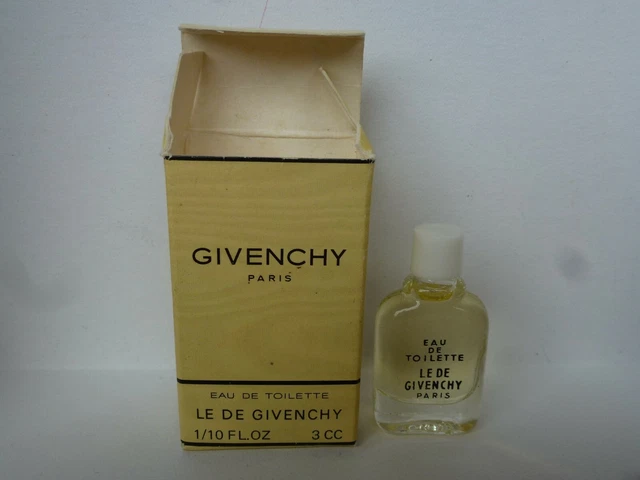 GIVENCHY
PARIS
EAU DE TOILETTE
LE DE GIVENCHY
1/10 FL.OZ 3 CC
EAU
DE
TOILETTE
LE DE
GIVENCHY
PARIS